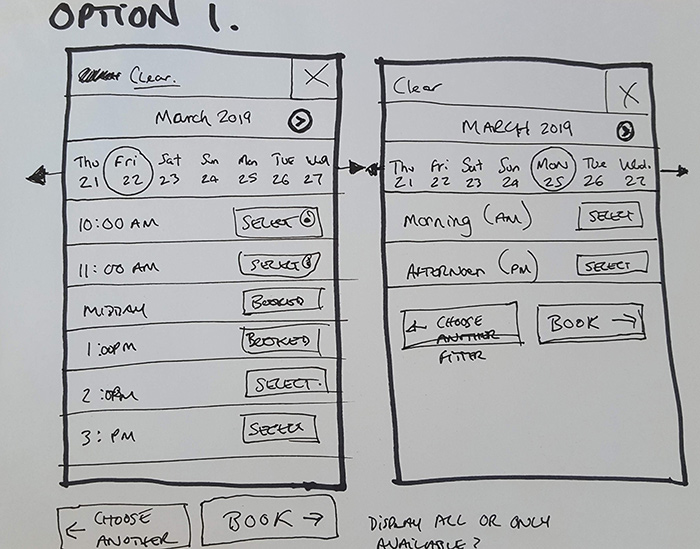 OPTION 1.
Clear. X
March 2019
Thu Fri Sat Sun Mon Tue Wed
21 22 23 24 25 26 27
10:00 AM SELECT
11:00 AM SELECT
MIDDAY BOOKED
1:00PM BOOKED
2:00PM SELECT.
3: PM SELECT
← CHOOSE ANOTHER
BOOK →
Clear X
MARCH 2019
Thu Fri Sat Sun Mon Tue Wed.
21 22 23 24 25 26 27
Morning (AM) SELECT
AFTERNOON (PM) SELECT
← CHOOSE
ANOTHER
FITTER
BOOK →
DISPLAY ALL OR ONLY
AVAILABLE?